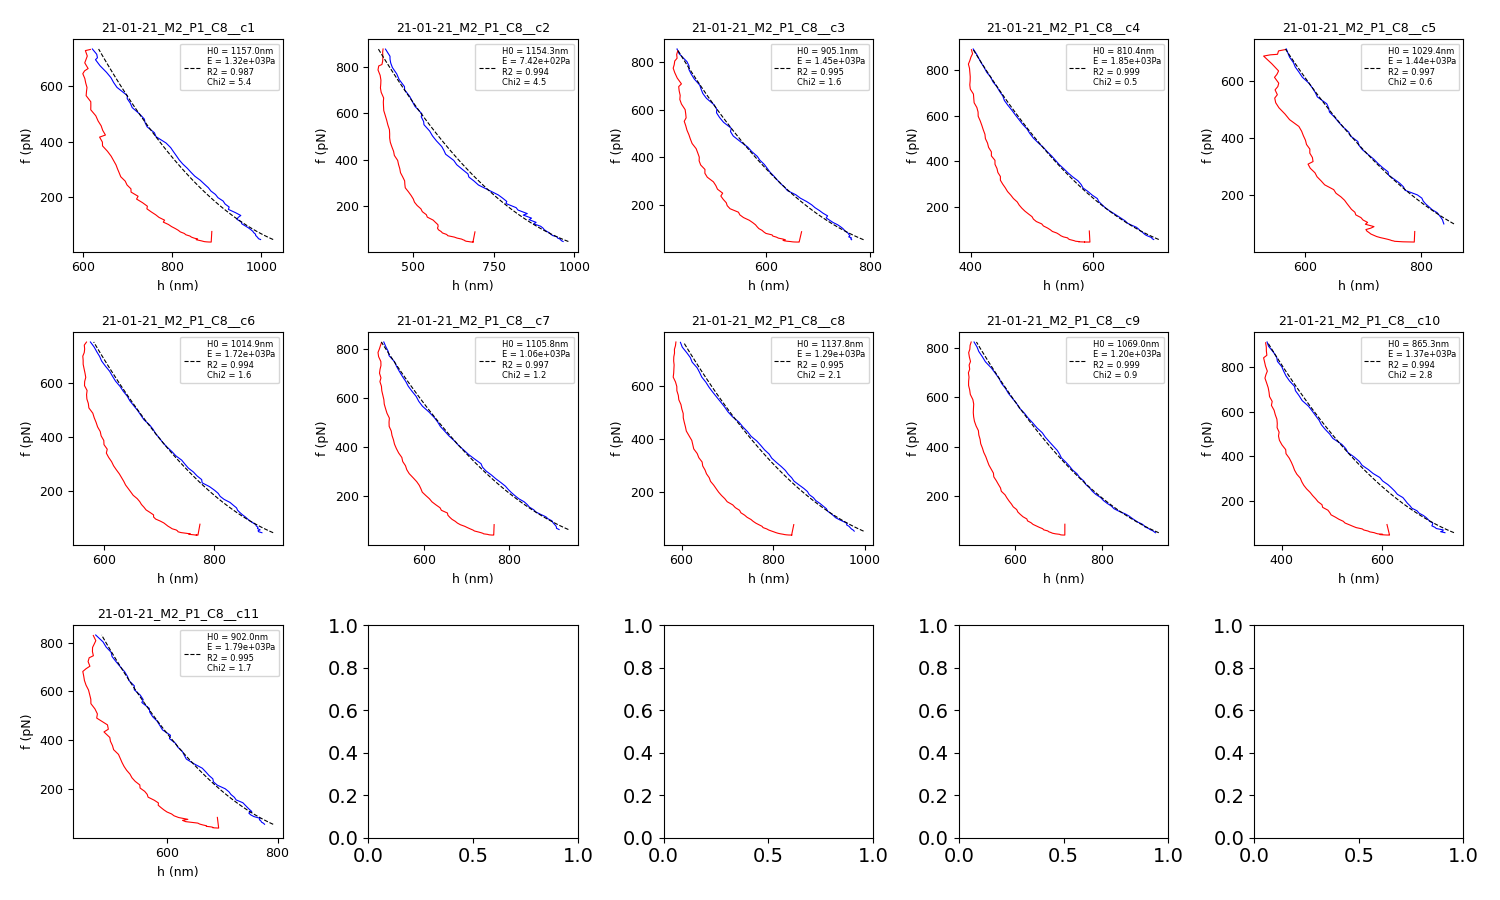 21-01-21_M2_P1_C8__c1
H0 = 1157.0nm
E = 1.32e+03Pa
R2 = 0.987
Chi2 = 5.4
f (pN)
600
400
200
600 800 1000
h (nm)
21-01-21_M2_P1_C8__c2
H0 = 1154.3nm
E = 7.42e+02Pa
R2 = 0.994
Chi2 = 4.5
f (pN)
800
600
400
200
500 750 1000
h (nm)
21-01-21_M2_P1_C8__c3
H0 = 905.1nm
E = 1.45e+03Pa
R2 = 0.995
Chi2 = 1.6
f (pN)
800
600
400
200
600 800
h (nm)
21-01-21_M2_P1_C8__c4
H0 = 810.4nm
E = 1.85e+03Pa
R2 = 0.999
Chi2 = 0.5
f (pN)
800
600
400
200
400 600
h (nm)
21-01-21_M2_P1_C8__c5
H0 = 1029.4nm
E = 1.44e+03Pa
R2 = 0.997
Chi2 = 0.6
f (pN)
600
400
200
600 800
h (nm)
21-01-21_M2_P1_C8__c6
H0 = 1014.9nm
E = 1.72e+03Pa
R2 = 0.994
Chi2 = 1.6
f (pN)
600
400
200
600 800
h (nm)
21-01-21_M2_P1_C8__c7
H0 = 1105.8nm
E = 1.06e+03Pa
R2 = 0.997
Chi2 = 1.2
f (pN)
800
600
400
200
600 800
h (nm)
21-01-21_M2_P1_C8__c8
H0 = 1137.8nm
E = 1.29e+03Pa
R2 = 0.995
Chi2 = 2.1
f (pN)
600
400
200
600 800 1000
h (nm)
21-01-21_M2_P1_C8__c9
H0 = 1069.0nm
E = 1.20e+03Pa
R2 = 0.999
Chi2 = 0.9
f (pN)
800
600
400
200
600 800
h (nm)
21-01-21_M2_P1_C8__c10
H0 = 865.3nm
E = 1.37e+03Pa
R2 = 0.994
Chi2 = 2.8
f (pN)
800
600
400
200
400 600
h (nm)
21-01-21_M2_P1_C8__c11
H0 = 902.0nm
E = 1.79e+03Pa
R2 = 0.995
Chi2 = 1.7
f (pN)
800
600
400
200
600 800
h (nm)
1.0
0.8
0.6
0.4
0.2
0.0
0.0 0.5 1.0
1.0
0.8
0.6
0.4
0.2
0.0
0.0 0.5 1.0
1.0
0.8
0.6
0.4
0.2
0.0
0.0 0.5 1.0
1.0
0.8
0.6
0.4
0.2
0.0
0.0 0.5 1.0